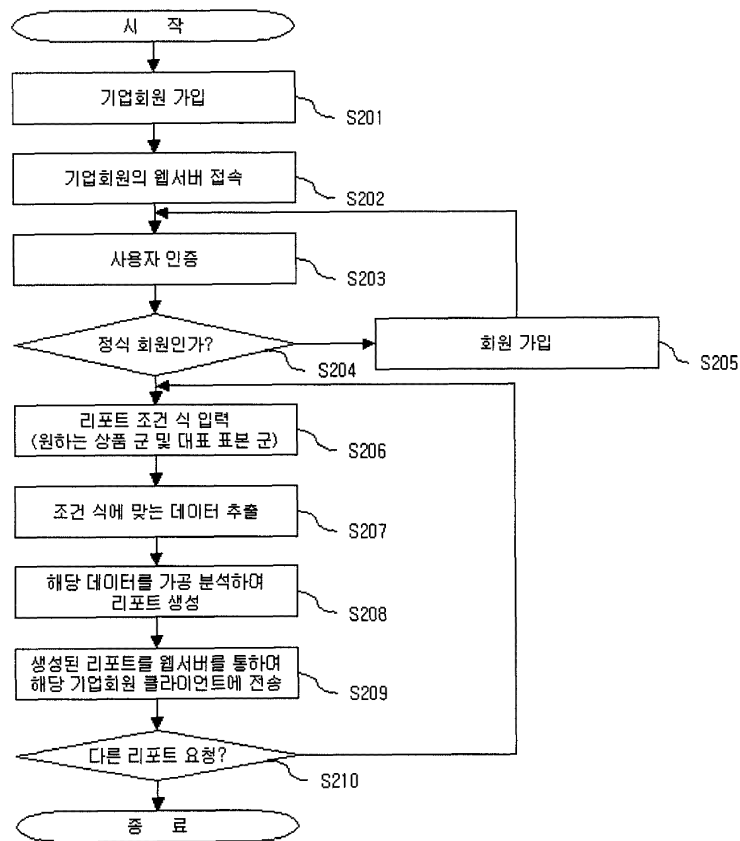 시 작
기업회원 가입
S201
기업회원의 웹서버 접속
S202
사용자 인증
S203
정식 회원인가?
S204
회원 가입
S205
리포트 조건 식 입력
(원하는 상품 군 및 대표 표본 군)
S206
조건 식에 맞는 데이터 추출
S207
해당 데이터를 가공 분석하여
리포트 생성
S208
생성된 리포트를 웹서버를 통하여
해당 기업회원 클라이언트에 전송
S209
다른 리포트 요청?
S210
종 료